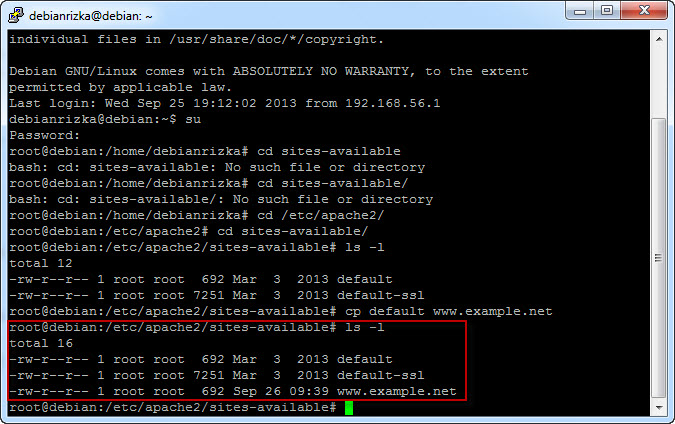 debianrizka@debian: ~
individual files in /usr/share/doc/*/copyright.
Debian GNU/Linux comes with ABSOLUTELY NO WARRANTY, to the extent
permitted by applicable law.
Last login: Wed Sep 25 19:12:02 2013 from 192.168.56.1
debianrizka@debian:~$ su
Password:
root@debian:/home/debianrizka# cd sites-available
bash: cd: sites-available: No such file or directory
root@debian:/home/debianrizka# cd sites-available/
bash: cd: sites-available/: No such file or directory
root@debian:/home/debianrizka# cd /etc/apache2/
root@debian:/etc/apache2# cd sites-available/
root@debian:/etc/apache2/sites-available# ls -l
total 12
-rw-r--r-- 1 root root  692 Mar  3  2013 default
-rw-r--r-- 1 root root 7251 Mar  3  2013 default-ssl
root@debian:/etc/apache2/sites-available# cp default www.example.net
root@debian:/etc/apache2/sites-available# ls -l
total 16
-rw-r--r-- 1 root root  692 Mar  3  2013 default
-rw-r--r-- 1 root root 7251 Mar  3  2013 default-ssl
-rw-r--r-- 1 root root  692 Sep 26 09:39 www.example.net
root@debian:/etc/apache2/sites-available#